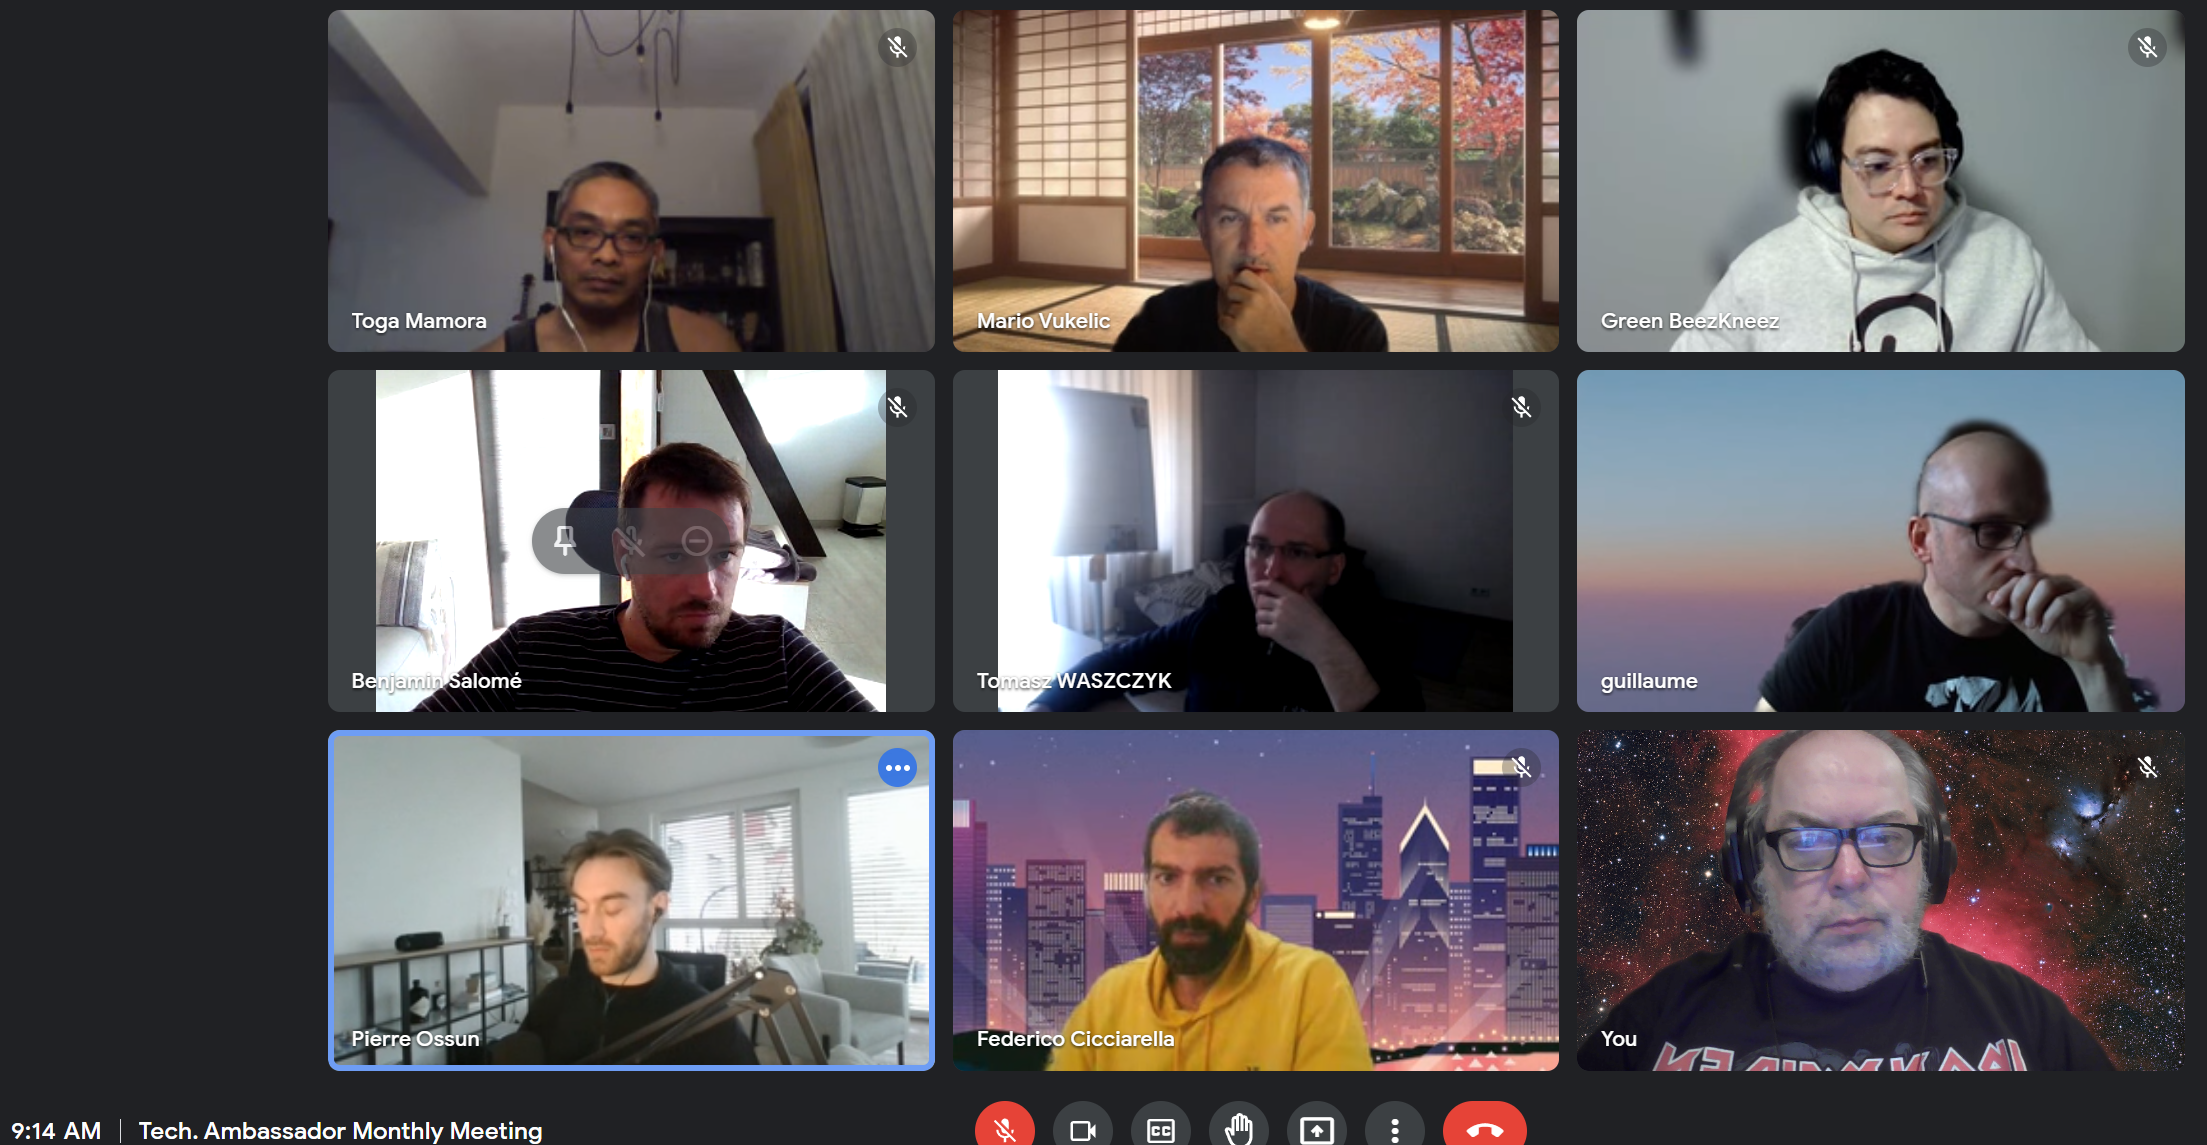 Toga Mamora
Mario Vukelic
Green BeezKneez
Benjamin Salomé
Tomasz WASZCZYK
guillaume
Pierre Ossun
Federico Cicciarella
You
9:14 AM
Tech. Ambassador Monthly Meeting
CC